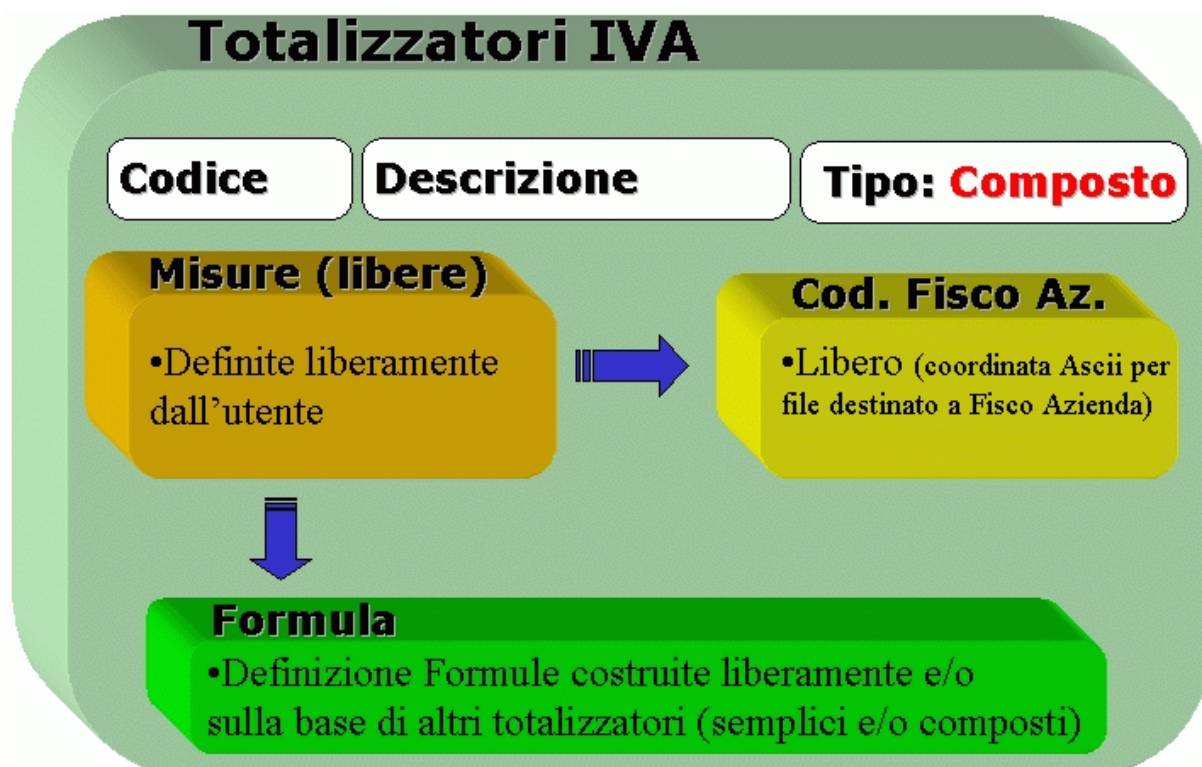 Totalizzatori IVA
Codice
Descrizione
Tipo: Composto
Misure (libere)
•Definite liberamente
dall’utente
Cod. Fisco Az.
•Libero (coordinata Ascii per
file destinato a Fisco Azienda)
Formula
•Definizione Formule costruite liberamente e/o
sulla base di altri totalizzatori (semplici e/o composti)